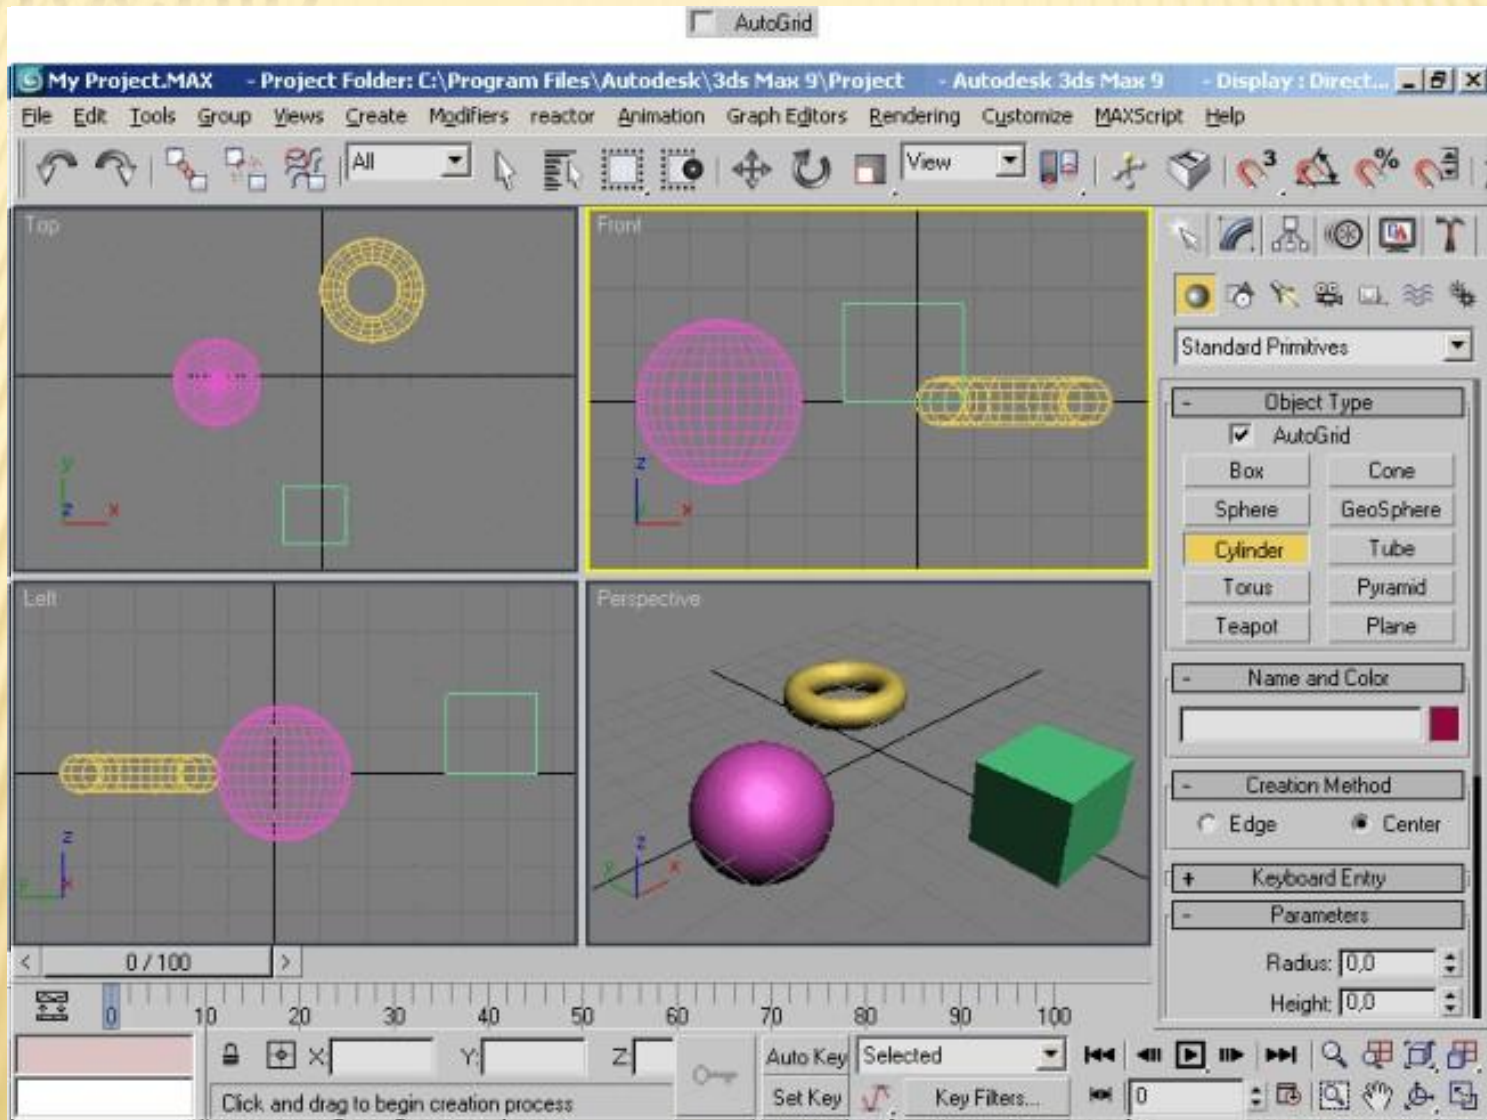 AutoGrid
My Project.MAX - Project Folder: C:\Program Files\Autodesk\3ds Max 9\Project - Autodesk 3ds Max 9 - Display : Direct...
File Edit Tools Group Views Create Modifiers reactor Animation Graph Editors Rendering Customize MAXScript Help
All View 3 %
Top
y
z x
Front
z
x
Left
z
y x
Perspective
z
y x
Standard Primitives
- Object Type
AutoGrid
Box Cone
Sphere GeoSphere
Cylinder Tube
Torus Pyramid
Teapot Plane
- Name and Color
- Creation Method
Edge Center
+ Keyboard Entry
- Parameters
Radius: 0,0
Height: 0,0
< 0 / 100 >
0 10 20 30 40 50 60 70 80 90 100
X: Y: Z: Auto Key Selected
Click and drag to begin creation process Set Key Key Filters... 0